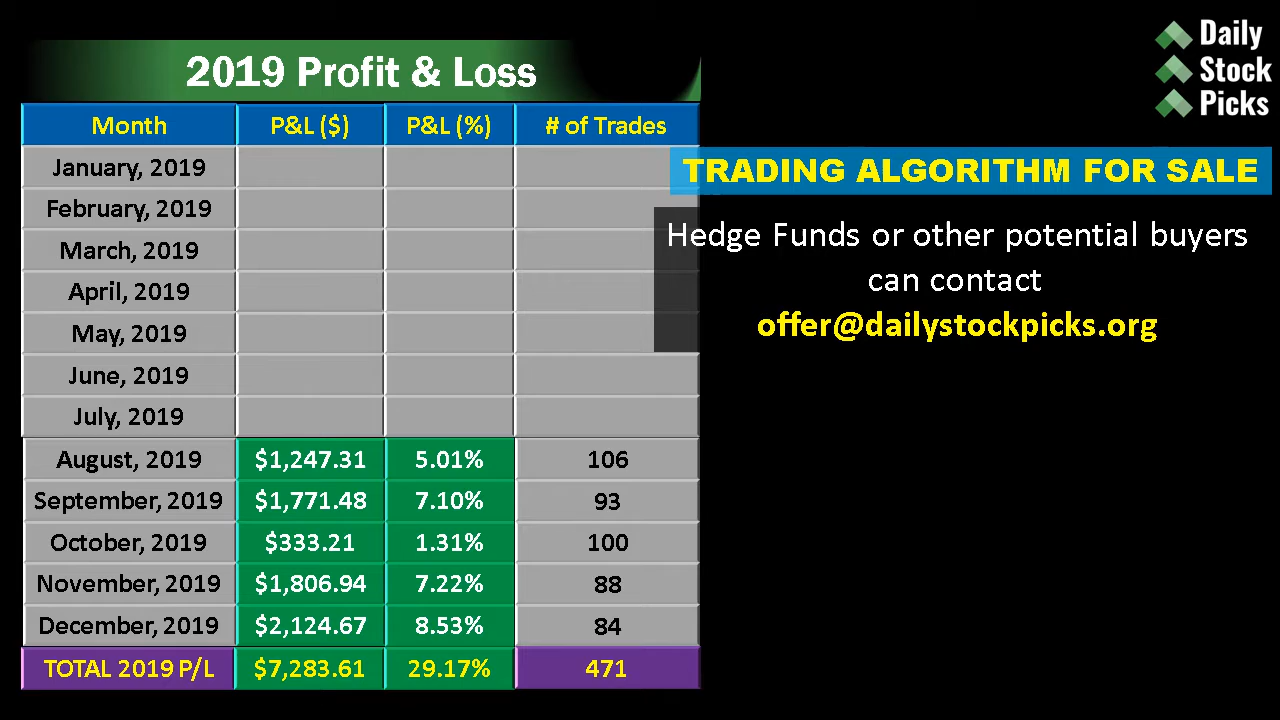 2019 Profit & Loss
Daily
Stock
Picks
Month P&L ($) P&L (%) # of Trades
January, 2019
February, 2019
March, 2019
April, 2019
May, 2019
June, 2019
July, 2019
August, 2019 $1,247.31 5.01% 106
September, 2019 $1,771.48 7.10% 93
October, 2019 $333.21 1.31% 100
November, 2019 $1,806.94 7.22% 88
December, 2019 $2,124.67 8.53% 84
TOTAL 2019 P/L $7,283.61 29.17% 471
TRADING ALGORITHM FOR SALE
Hedge Funds or other potential buyers
can contact
offer@dailystockpicks.org